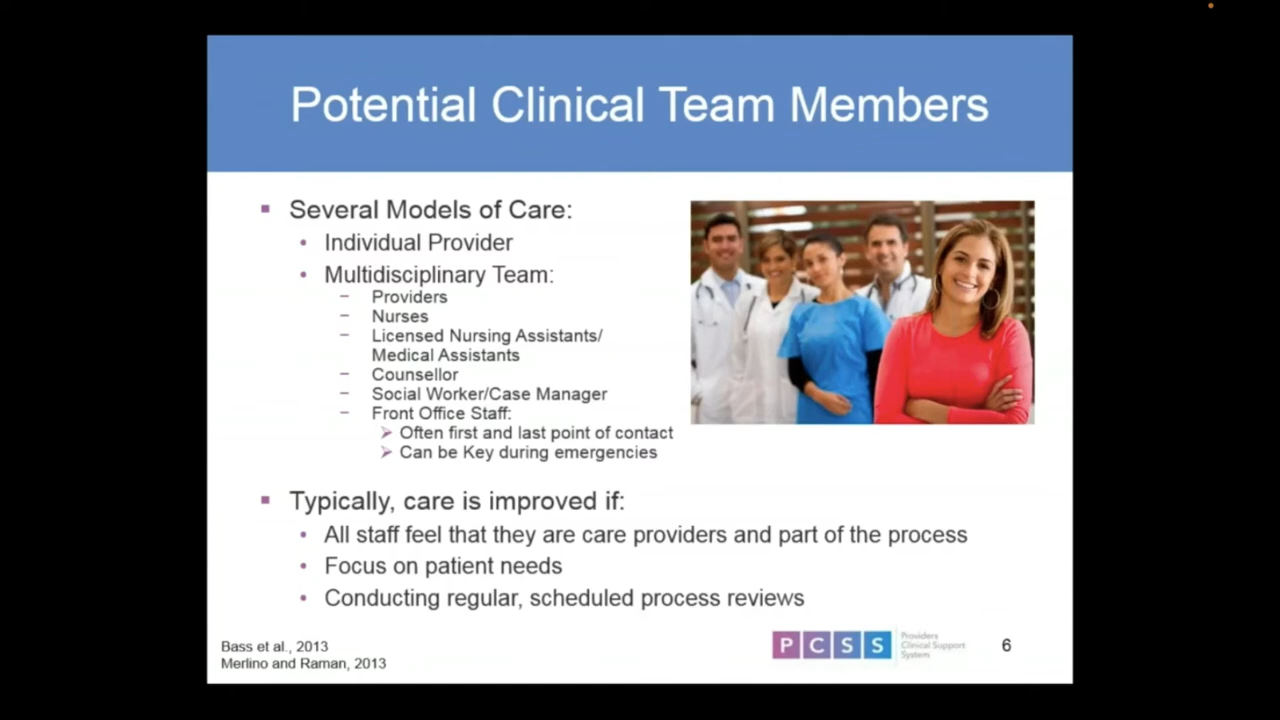 Potential Clinical Team Members
Several Models of Care:
Individual Provider
Multidisciplinary Team:
Providers
Nurses
Licensed Nursing Assistants/
Medical Assistants
Counsellor
Social Worker/Case Manager
Front Office Staff:
Often first and last point of contact
Can be Key during emergencies
Typically, care is improved if:
All staff feel that they are care providers and part of the process
Focus on patient needs
Conducting regular, scheduled process reviews
Bass et al., 2013
Merlino and Raman, 2013
PCSS
Providers
Clinical Support
System
6